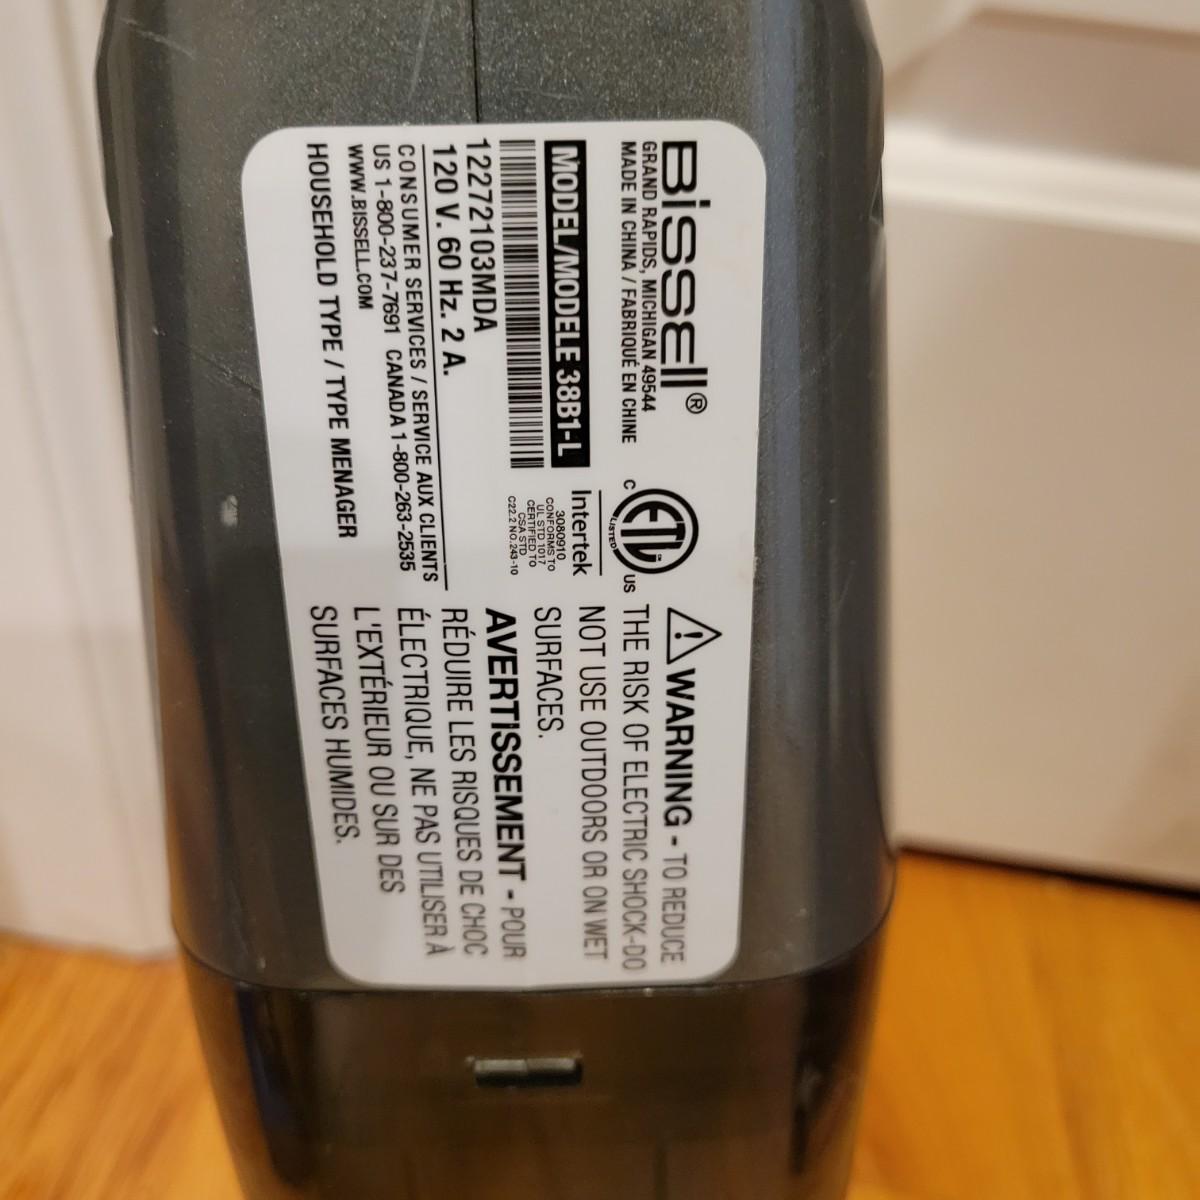 BISSELL®
GRAND RAPIDS, MICHIGAN 49544
MADE IN CHINA / FABRIQUÉ EN CHINE
MODEL/MODELE 38B1-L
12272103MDA
120 V. 60 Hz. 2 A.
CONSUMER SERVICES / SERVICE AUX CLIENTS
US 1-800-237-7691 CANADA 1-800-263-2535
WWW.BISSELL.COM
HOUSEHOLD TYPE / TYPE MENAGER
C ETL US
LISTED
Intertek
3080910
CONFORMS TO
UL STD 1017
CERTIFIED TO
CSA STD
C22.2 NO.243-10
WARNING - TO REDUCE
THE RISK OF ELECTRIC SHOCK-DO
NOT USE OUTDOORS OR ON WET
SURFACES.
AVERTISSEMENT - POUR
RÉDUIRE LES RISQUES DE CHOC
ÉLECTRIQUE, NE PAS UTILISER À
L'EXTÉRIEUR OU SUR DES
SURFACES HUMIDES.